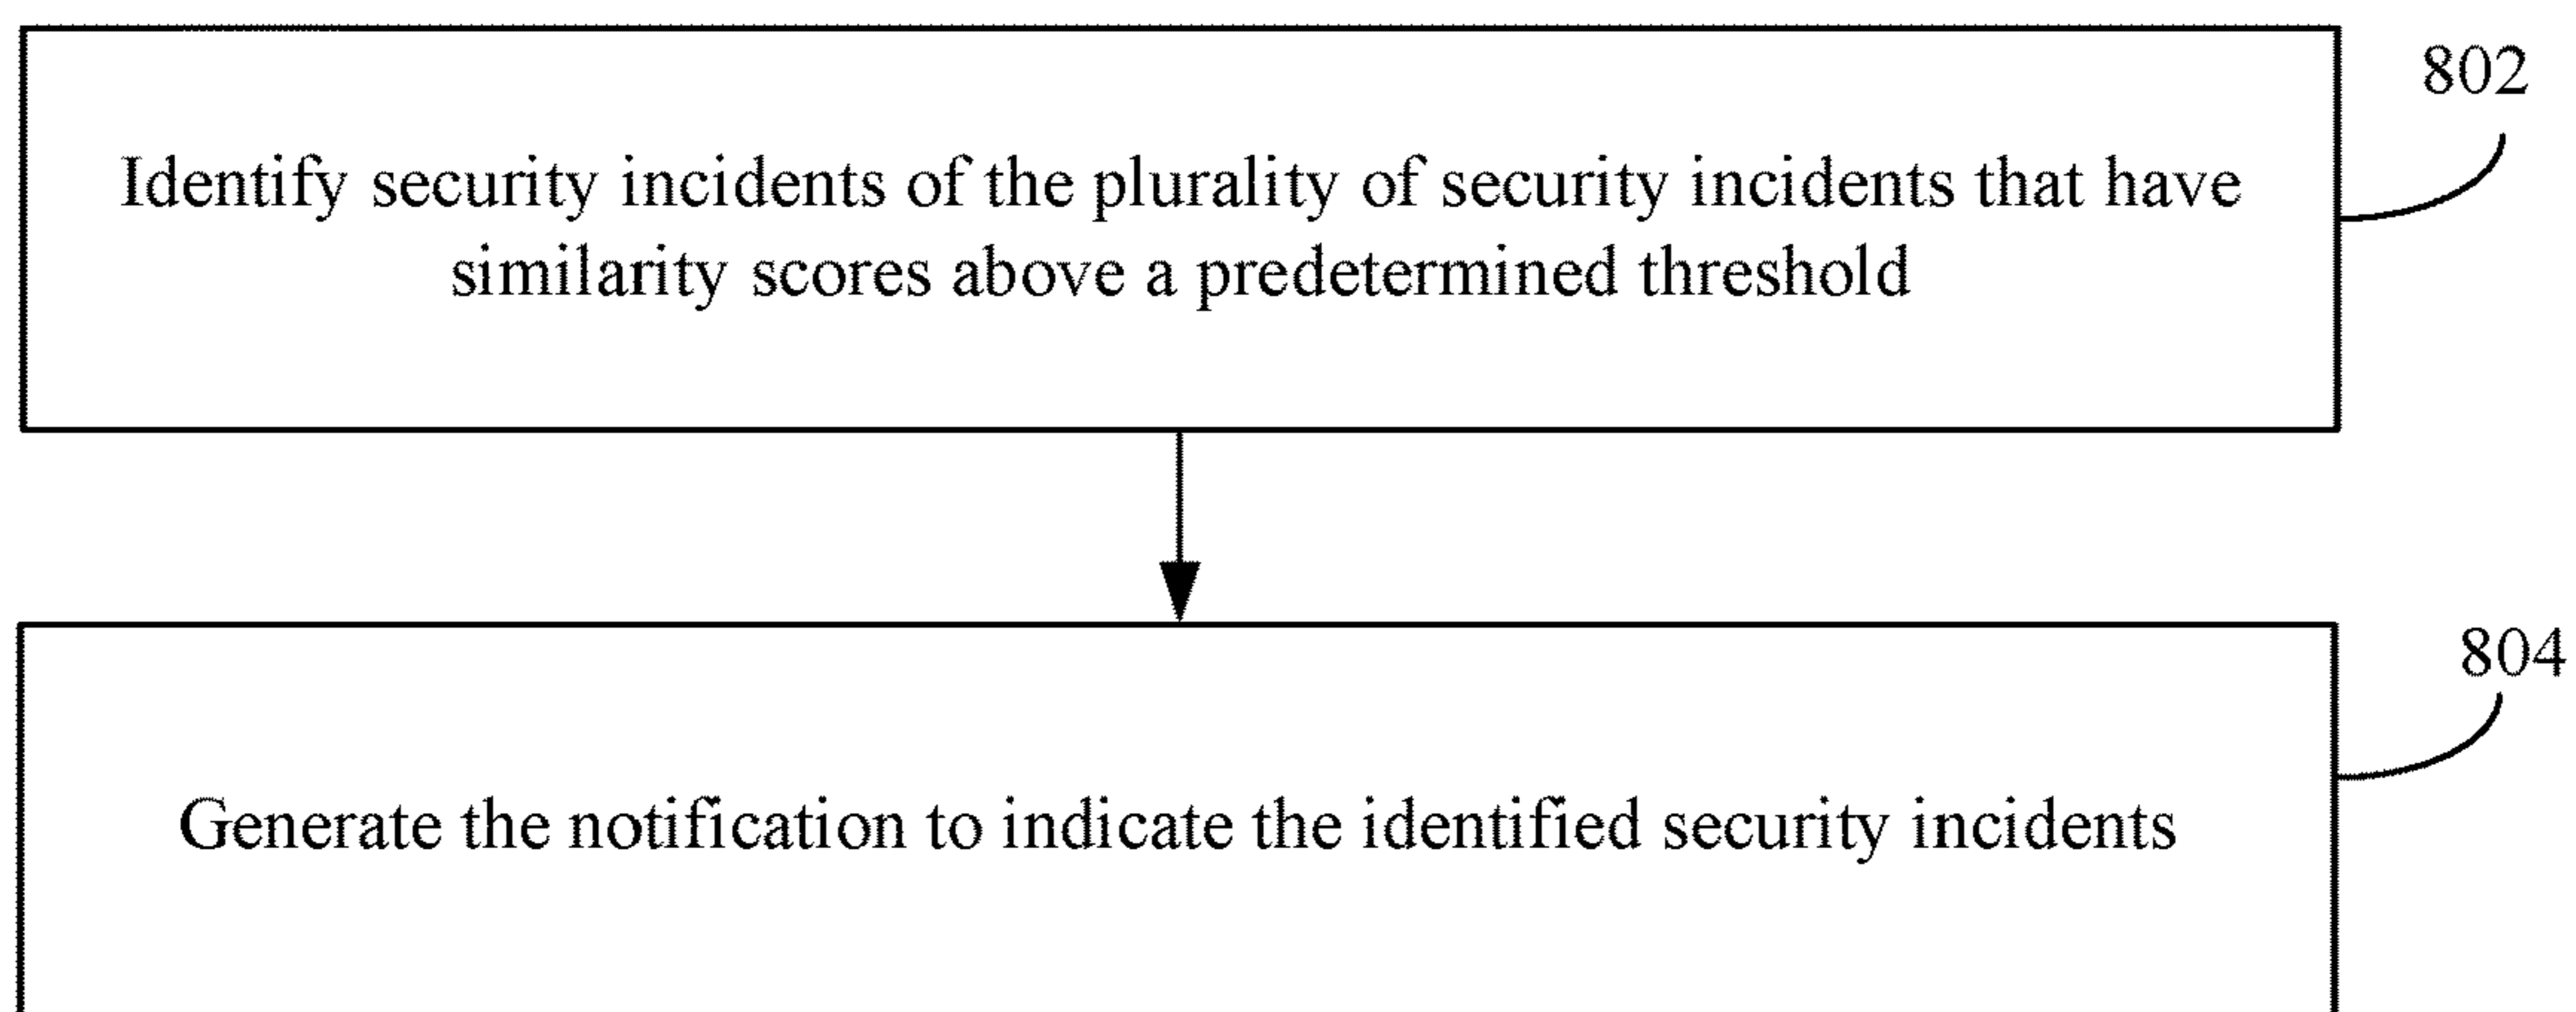 802
Identify security incidents of the plurality of security incidents that have
similarity scores above a predetermined threshold
804
Generate the notification to indicate the identified security incidents